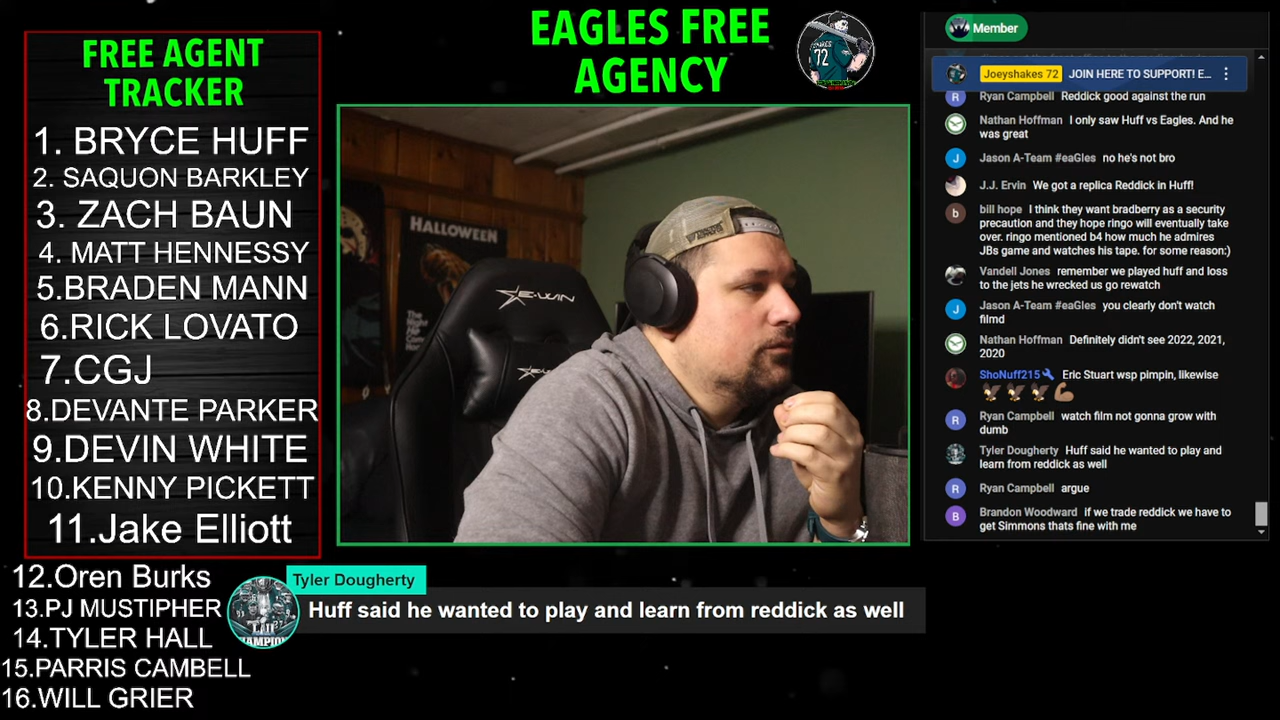 FREE AGENT
TRACKER
1. BRYCE HUFF
2. SAQUON BARKLEY
3. ZACH BAUN
4. MATT HENNESSY
5.BRADEN MANN
6.RICK LOVATO
7.CGJ
8.DEVANTE PARKER
9.DEVIN WHITE
10.KENNY PICKETT
11.Jake Elliott
12.Oren Burks
13.PJ MUSTIPHER
14.TYLER HALL
15.PARRIS CAMBELL
16.WILL GRIER
EAGLES FREE
AGENCY
72
HALLOWEEN
The
Night
He
Came
Home
E-WIN
Tyler Dougherty
Huff said he wanted to play and learn from reddick as well
Member
Joeyshakes 72 JOIN HERE TO SUPPORT! E...
Ryan Campbell Reddick good against the run
Nathan Hoffman I only saw Huff vs Eagles. And he
was great
Jason A-Team #eaGles no he's not bro
J.J. Ervin We got a replica Reddick in Huff!
bill hope I think they want bradberry as a security
precaution and they hope ringo will eventually take
over. ringo mentioned b4 how much he admires
JBs game and watches his tape. for some reason:)
Vandell Jones remember we played huff and loss
to the jets he wrecked us go rewatch
Jason A-Team #eaGles you clearly don't watch
filmd
Nathan Hoffman Definitely didn't see 2022, 2021,
2020
ShoNuff215 Eric Stuart wsp pimpin, likewise
Ryan Campbell watch film not gonna grow with
dumb
Tyler Dougherty Huff said he wanted to play and
learn from reddick as well
Ryan Campbell argue
Brandon Woodward if we trade reddick we have to
get Simmons thats fine with me